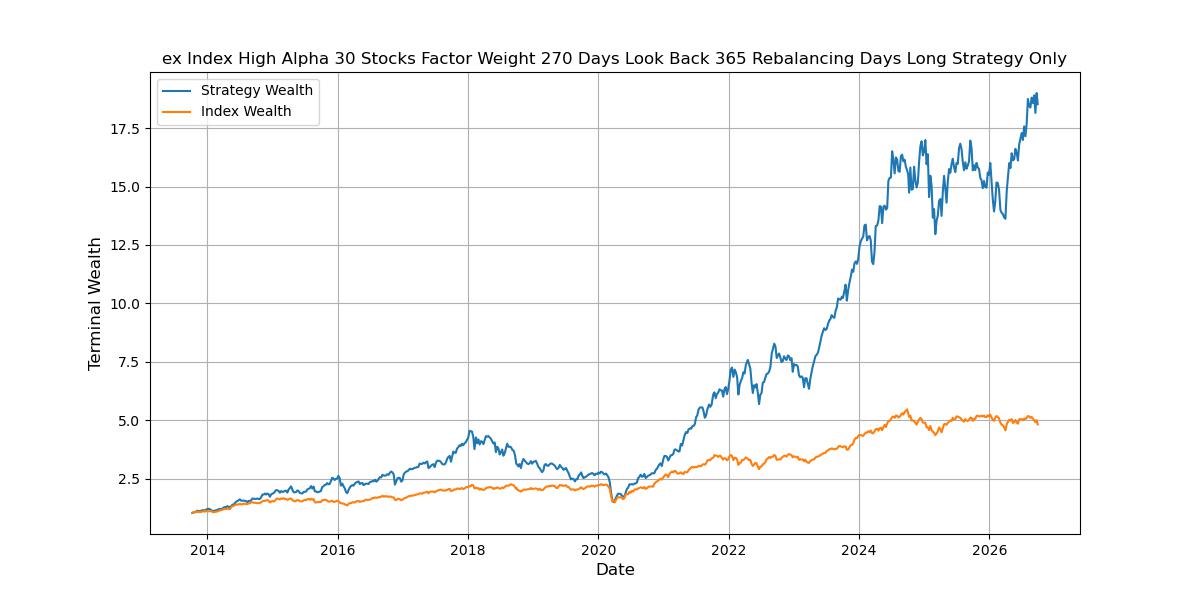 ex Index High Alpha 30 Stocks Factor Weight 270 Days Look Back 365 Rebalancing Days Long Strategy Only
Strategy Wealth
Index Wealth
Terminal Wealth
17.5
15.0
12.5
10.0
7.5
5.0
2.5
2014 2016 2018 2020 2022 2024 2026
Date